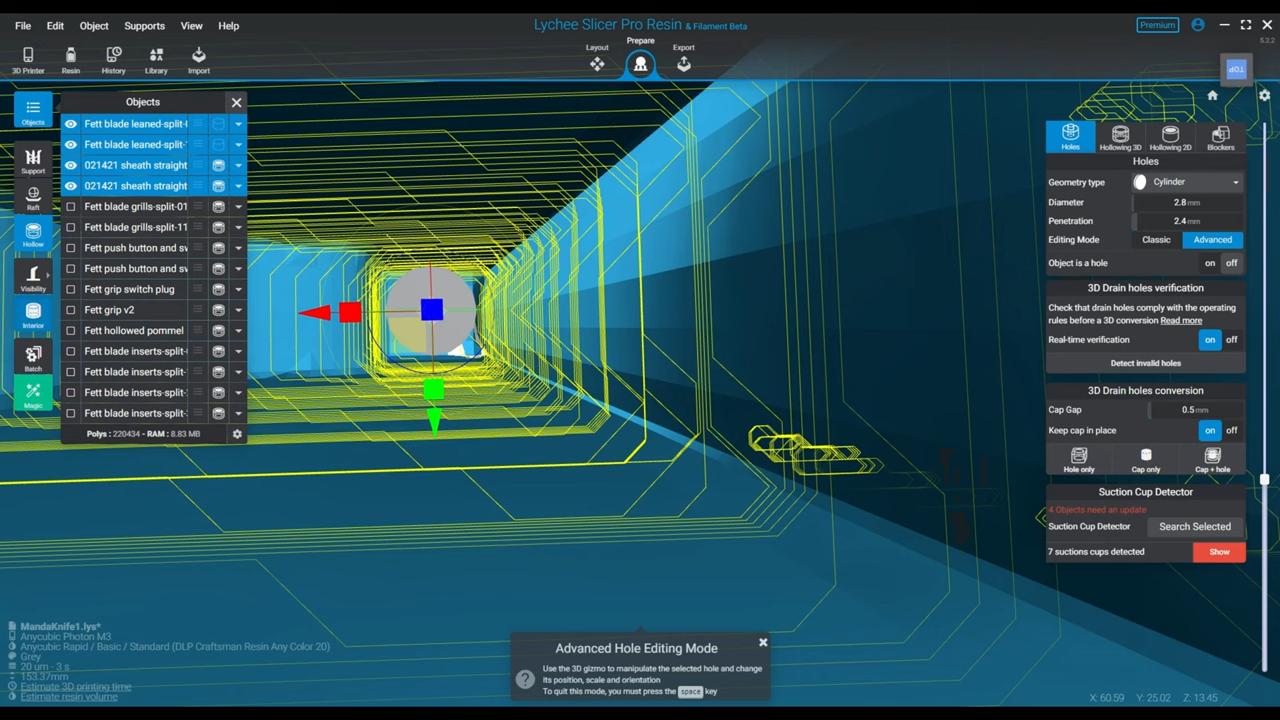 File Edit Object Supports View Help
Lychee Slicer Pro Resin & Filament Beta
Premium
5.2.2
3D Printer Resin History Library Import
Layout Prepare Export
TOP
Objects
Support
Raft
Hollow
Visibility
Interior
Batch
Magic
Objects
Fett blade leaned-split-
Fett blade leaned-split-
021421 sheath straight
021421 sheath straight
Fett blade grills-split-01
Fett blade grills-split-11
Fett push button and sw
Fett push button and sw
Fett grip switch plug
Fett grip v2
Fett hollowed pommel
Fett blade inserts-split-
Fett blade inserts-split-
Fett blade inserts-split-
Fett blade inserts-split-
Polys : 220434 - RAM : 8.83 MB
Holes Hollowing 3D Hollowing 2D Blockers
Holes
Geometry type Cylinder
Diameter 2.8 mm
Penetration 2.4 mm
Editing Mode Classic Advanced
Object is a hole on off
3D Drain holes verification
Check that drain holes comply with the operating
rules before a 3D conversion Read more
Real-time verification on off
Detect invalid holes
3D Drain holes conversion
Cap Gap 0.5 mm
Keep cap in place on off
Hole only Cap only Cap + hole
Suction Cup Detector
4 Objects need an update
Suction Cup Detector Search Selected
7 suctions cups detected Show
MandaKnife1.lys*
Anycubic Photon M3
Anycubic Rapid / Basic / Standard (DLP Craftsman Resin Any Color 20)
Grey
20 um - 3 s
153.37mm
Estimate 3D printing time
Estimate resin volume
Advanced Hole Editing Mode
Use the 3D gizmo to manipulate the selected hole and change
its position, scale and orientation
To quit this mode, you must press the space key
X: 60.59 Y: 25.02 Z: 13.45